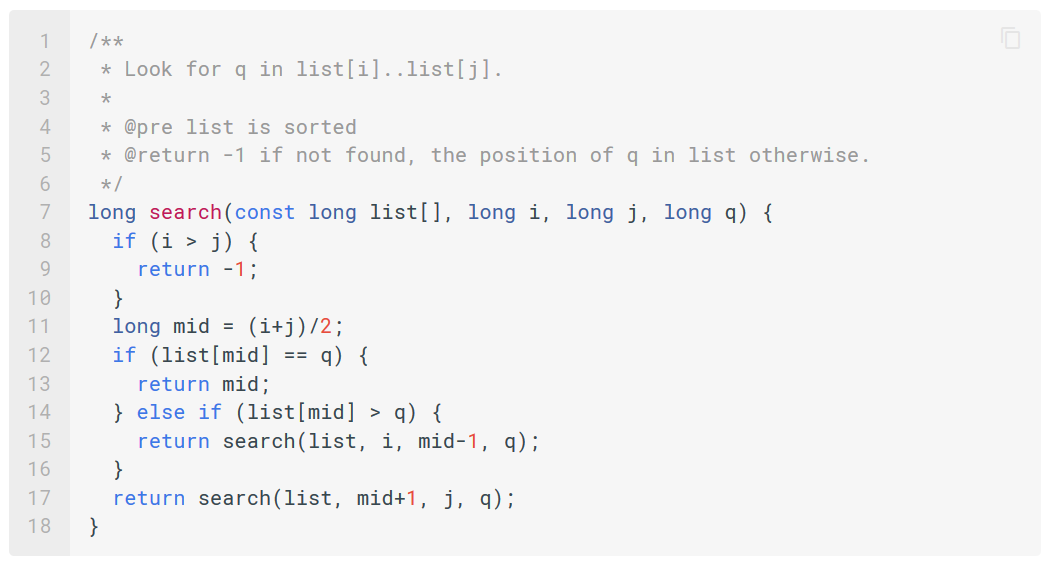 1 /**
2  * Look for q in list[i]..list[j].
3  *
4  * @pre list is sorted
5  * @return -1 if not found, the position of q in list otherwise.
6  */
7 long search(const long list[], long i, long j, long q) {
8   if (i > j) {
9     return -1;
10   }
11   long mid = (i+j)/2;
12   if (list[mid] == q) {
13     return mid;
14   } else if (list[mid] > q) {
15     return search(list, i, mid-1, q);
16   }
17   return search(list, mid+1, j, q);
18 }